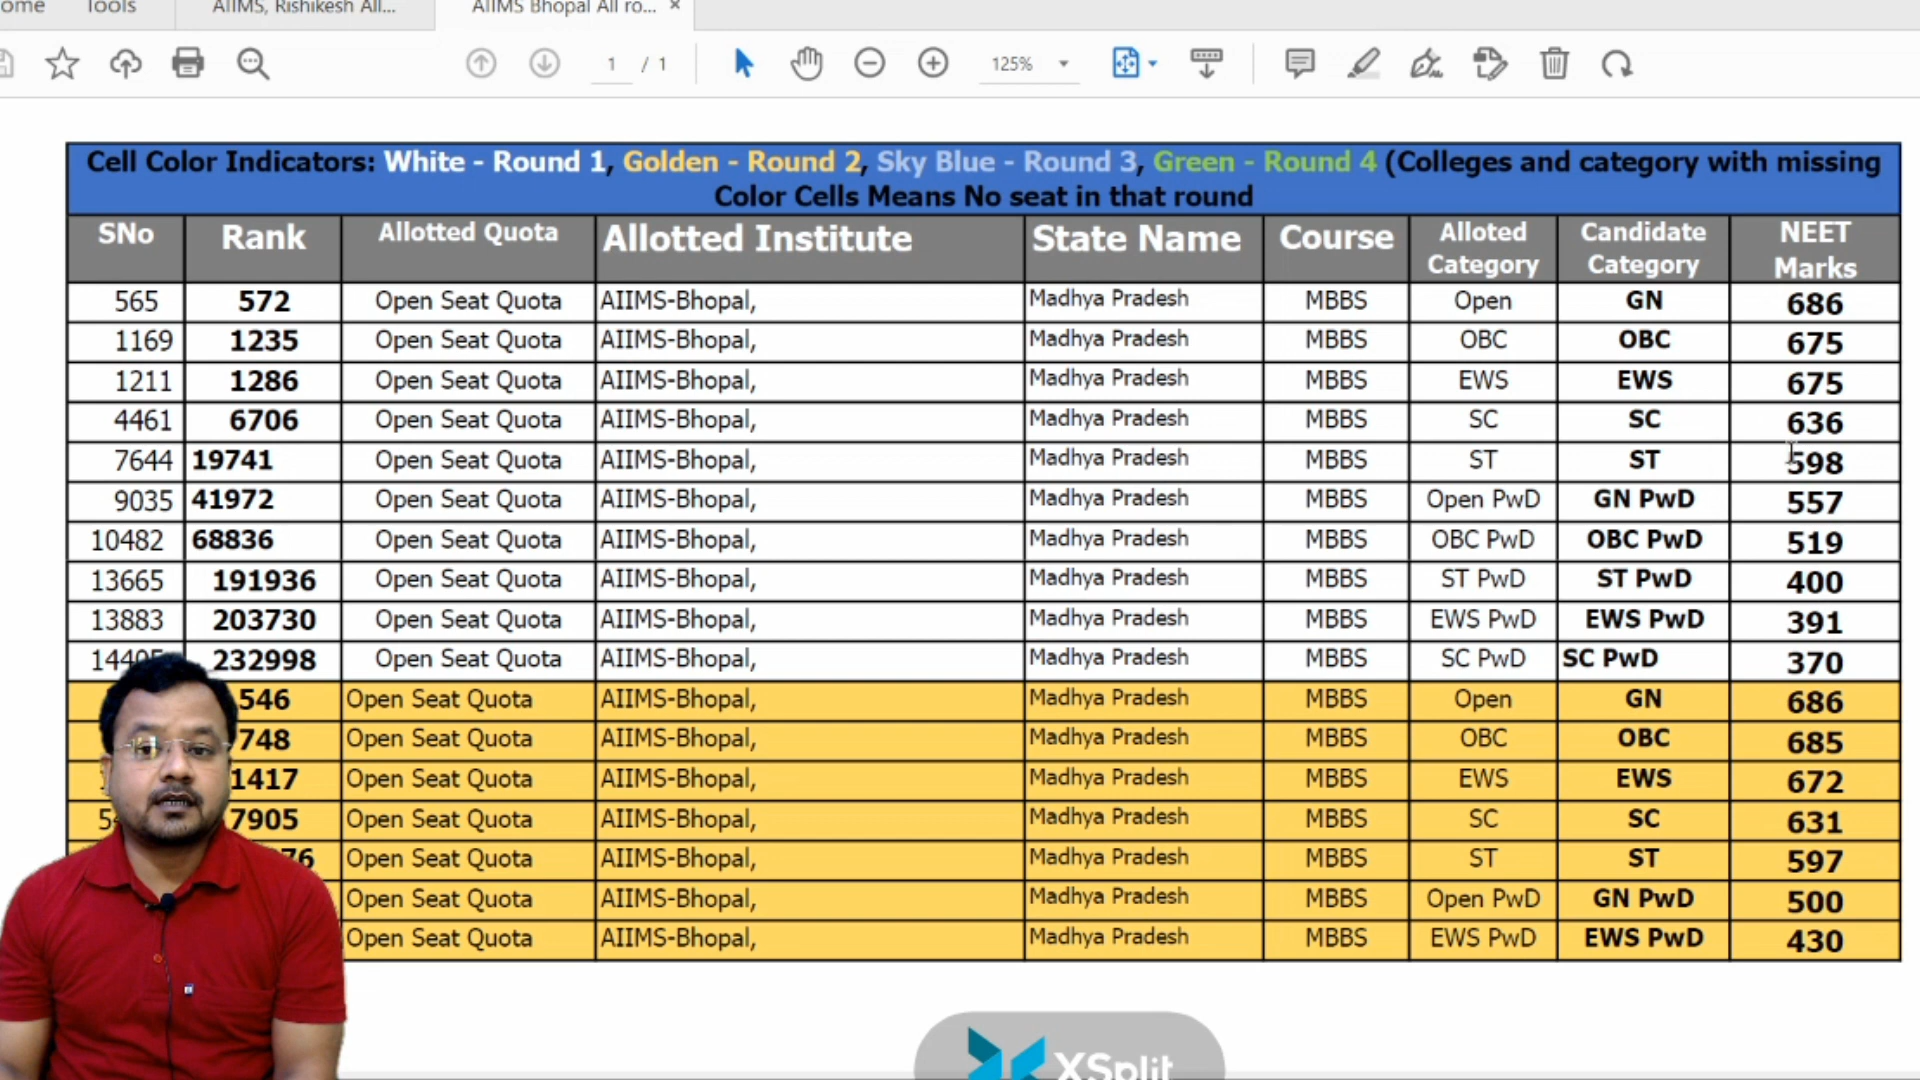 Tools
AIIMS, Rishikesh All...
AIIMS Bhopal All ro... ×
1 / 1
125%
Cell Color Indicators: White - Round 1, Golden - Round 2, Sky Blue - Round 3, Green - Round 4 (Colleges and category with missing
Color Cells Means No seat in that round
SNo Rank Allotted Quota Allotted Institute State Name Course Alloted Category Candidate Category NEET Marks
565 572 Open Seat Quota AIIMS-Bhopal, Madhya Pradesh MBBS Open GN 686
1169 1235 Open Seat Quota AIIMS-Bhopal, Madhya Pradesh MBBS OBC OBC 675
1211 1286 Open Seat Quota AIIMS-Bhopal, Madhya Pradesh MBBS EWS EWS 675
4461 6706 Open Seat Quota AIIMS-Bhopal, Madhya Pradesh MBBS SC SC 636
7644 19741 Open Seat Quota AIIMS-Bhopal, Madhya Pradesh MBBS ST ST 598
9035 41972 Open Seat Quota AIIMS-Bhopal, Madhya Pradesh MBBS Open PwD GN PwD 557
10482 68836 Open Seat Quota AIIMS-Bhopal, Madhya Pradesh MBBS OBC PwD OBC PwD 519
13665 191936 Open Seat Quota AIIMS-Bhopal, Madhya Pradesh MBBS ST PwD ST PwD 400
13883 203730 Open Seat Quota AIIMS-Bhopal, Madhya Pradesh MBBS EWS PwD EWS PwD 391
232998 Open Seat Quota AIIMS-Bhopal, Madhya Pradesh MBBS SC PwD SC PwD 370
546 Open Seat Quota AIIMS-Bhopal, Madhya Pradesh MBBS Open GN 686
748 Open Seat Quota AIIMS-Bhopal, Madhya Pradesh MBBS OBC OBC 685
1417 Open Seat Quota AIIMS-Bhopal, Madhya Pradesh MBBS EWS EWS 672
7905 Open Seat Quota AIIMS-Bhopal, Madhya Pradesh MBBS SC SC 631
Open Seat Quota AIIMS-Bhopal, Madhya Pradesh MBBS ST ST 597
Open Seat Quota AIIMS-Bhopal, Madhya Pradesh MBBS Open PwD GN PwD 500
Open Seat Quota AIIMS-Bhopal, Madhya Pradesh MBBS EWS PwD EWS PwD 430
XSplit